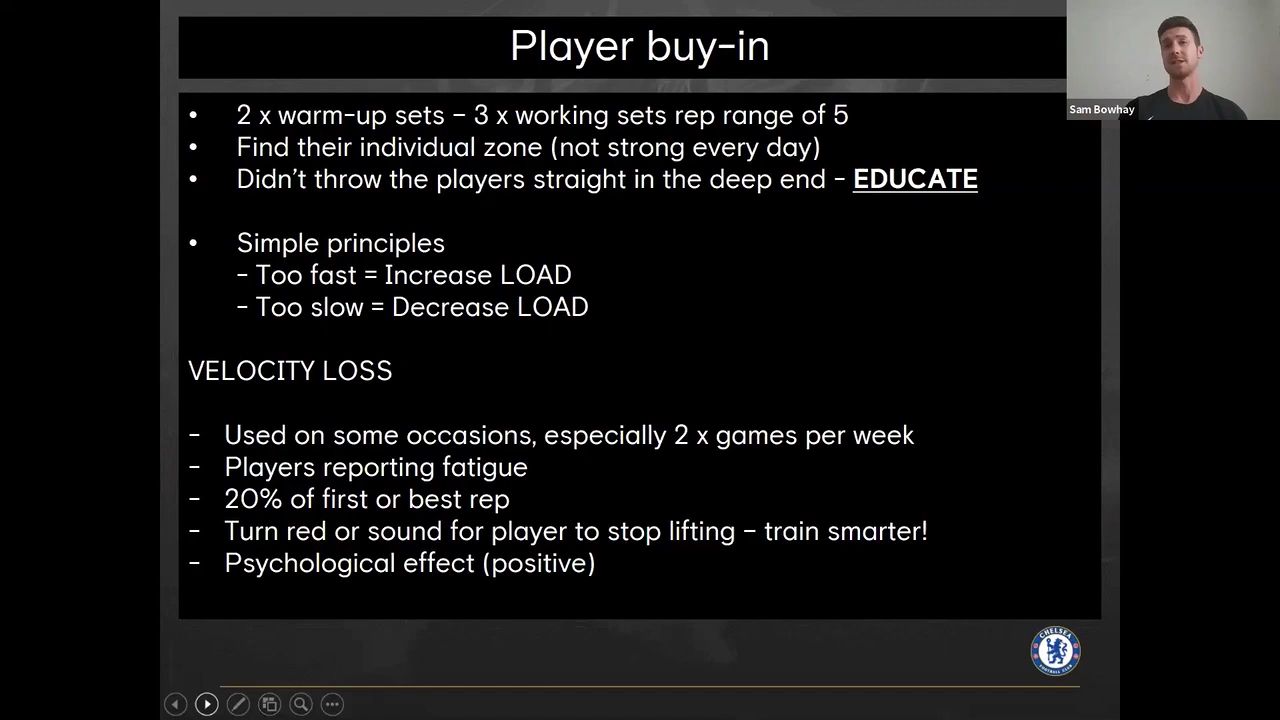 Player buy-in
Sam Bowhay
• 2 x warm-up sets – 3 x working sets rep range of 5
• Find their individual zone (not strong every day)
• Didn't throw the players straight in the deep end – EDUCATE
• Simple principles
- Too fast = Increase LOAD
- Too slow = Decrease LOAD
VELOCITY LOSS
- Used on some occasions, especially 2 x games per week
- Players reporting fatigue
- 20% of first or best rep
- Turn red or sound for player to stop lifting – train smarter!
- Psychological effect (positive)
CHELSEA
FOOTBALL CLUB